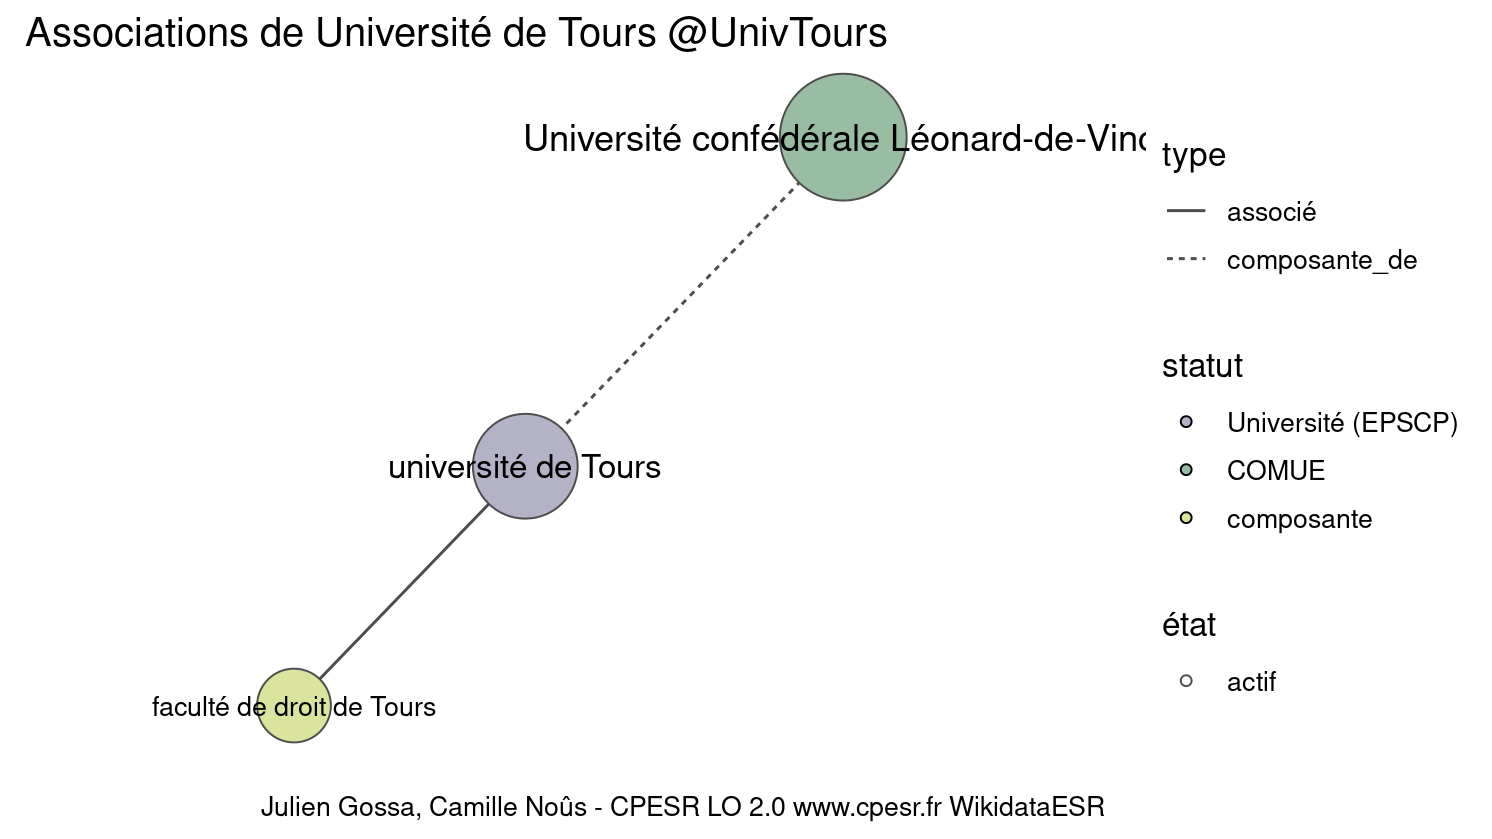 Associations de Université de Tours @UnivTours
Université confédérale Léonard-de-Vinc
université de Tours
faculté de droit de Tours
type
associé
composante_de
statut
Université (EPSCP)
COMUE
composante
état
actif
Julien Gossa, Camille Noûs - CPESR LO 2.0 www.cpesr.fr WikidataESR